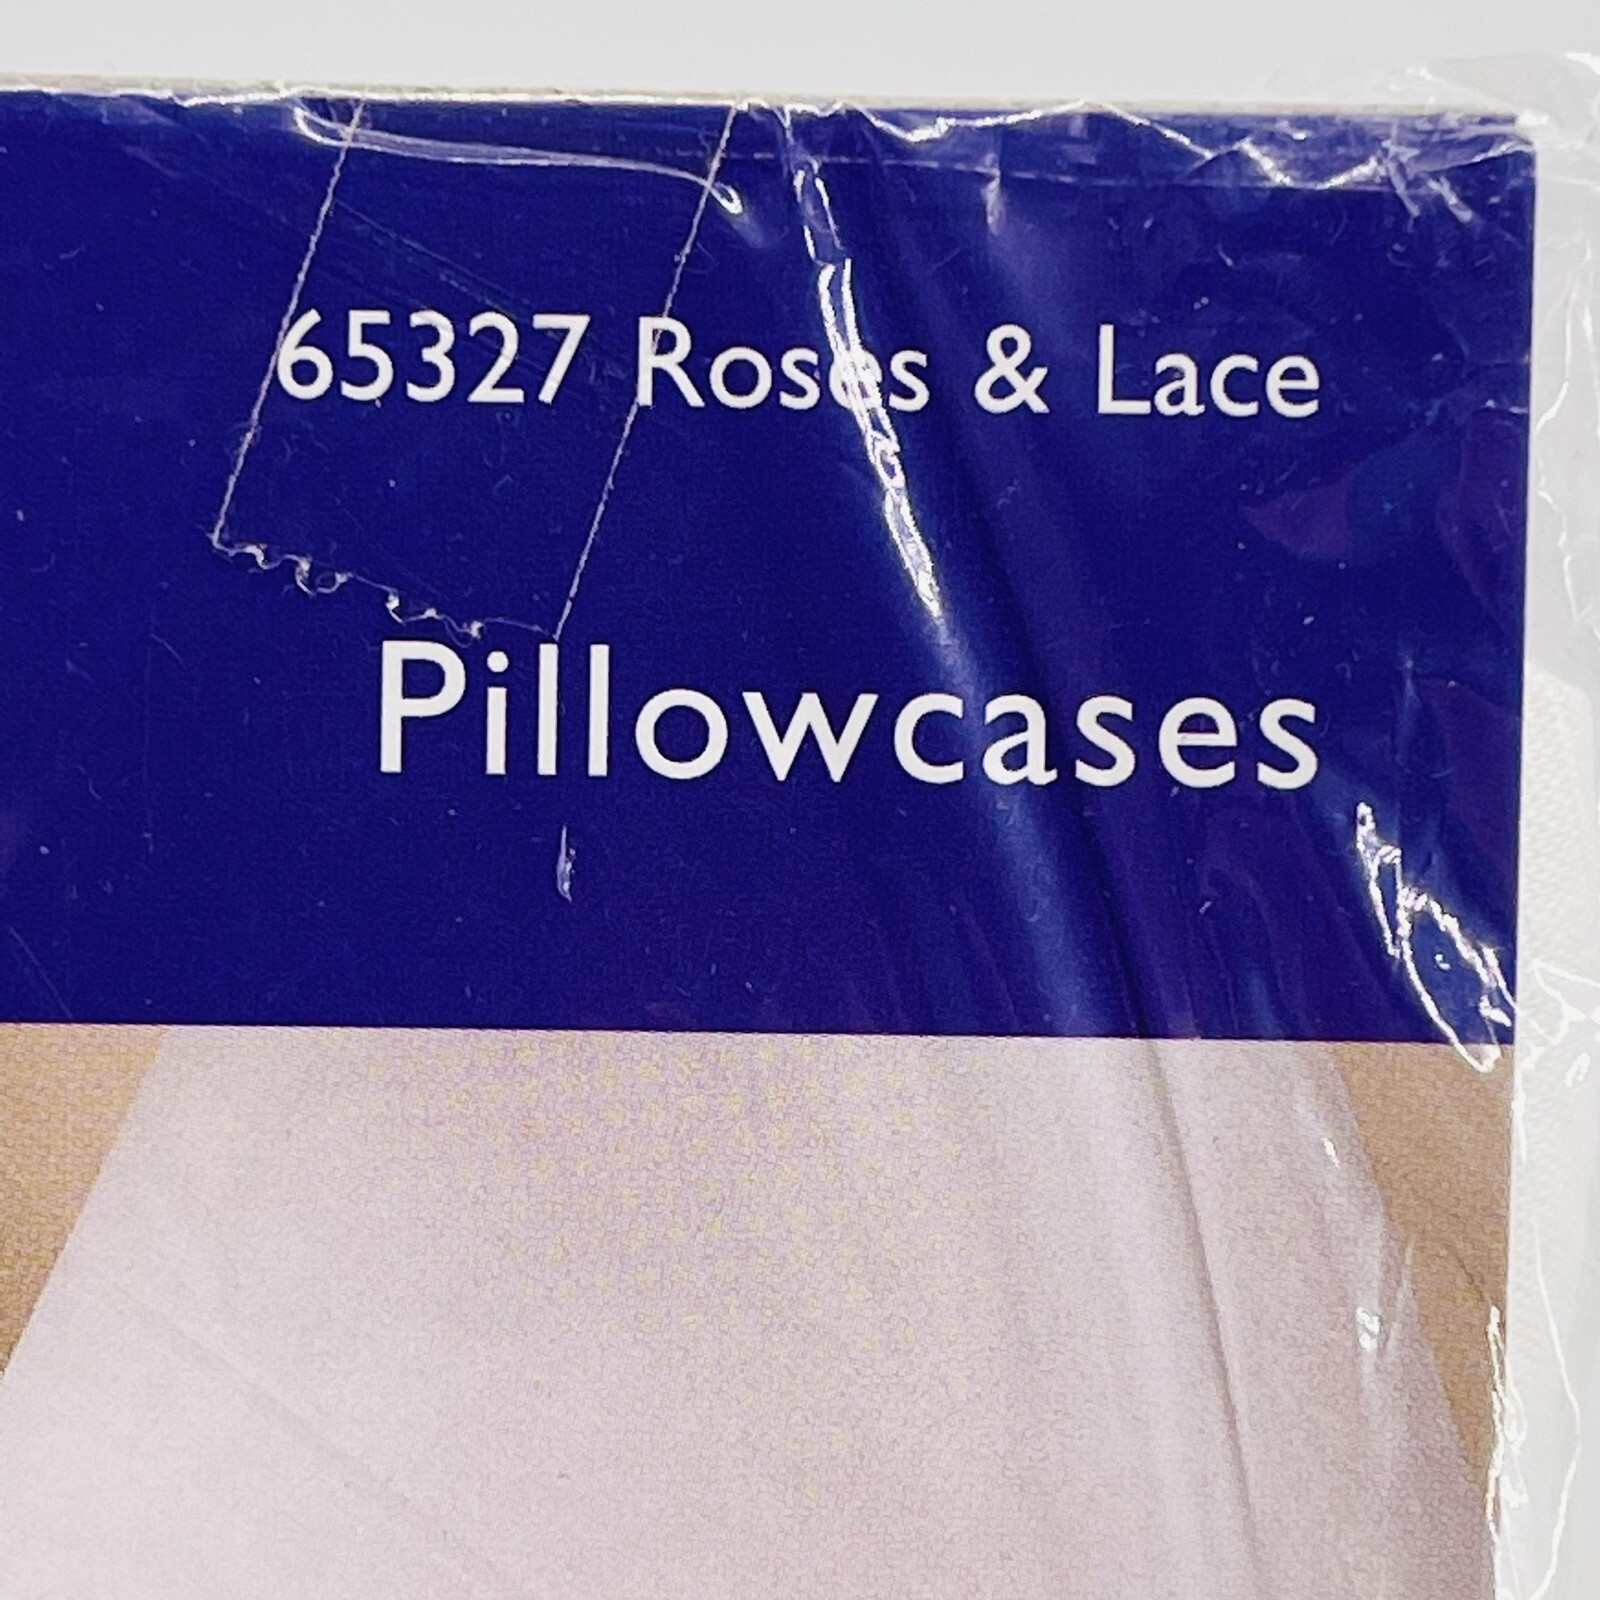 65327 Roses & Lace
Pillowcases